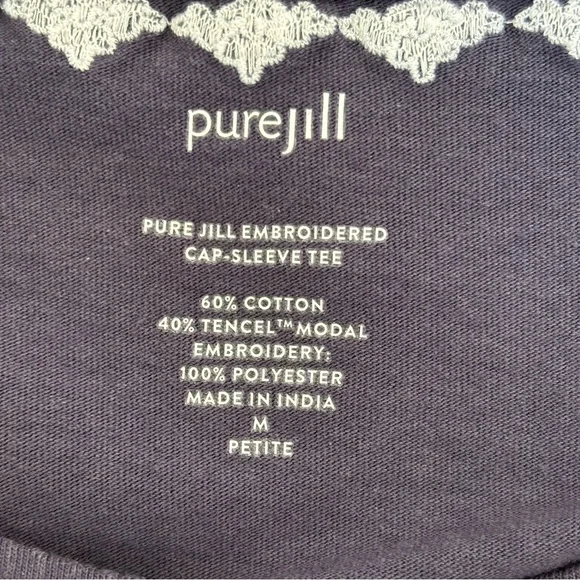 purejill
PURE JILL EMBROIDERED
CAP-SLEEVE TEE
60% COTTON
40% TENCEL™ MODAL
EMBROIDERY:
100% POLYESTER
MADE IN INDIA
M
PETITE